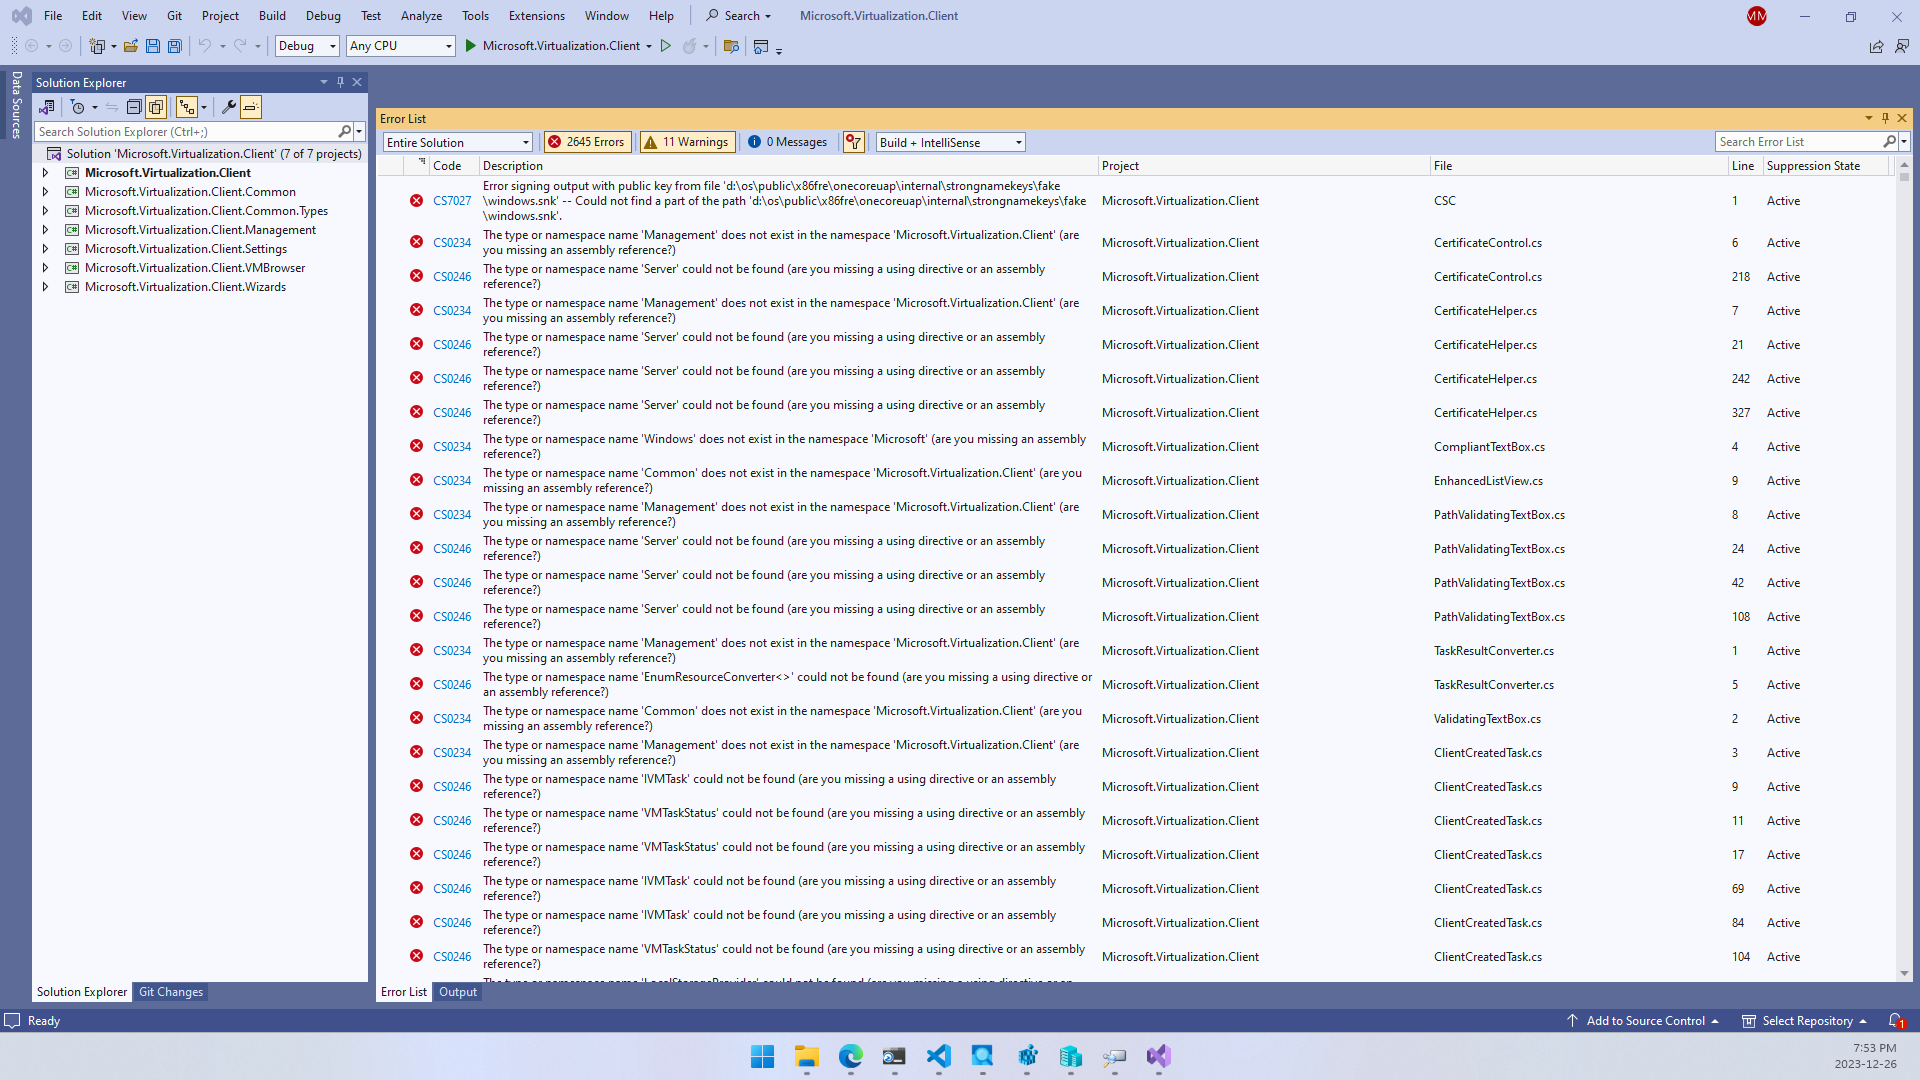 File Edit View Git Project Build Debug Test Analyze Tools Extensions Window Help Search Microsoft.Virtualization.Client MM
Debug Any CPU Microsoft.Virtualization.Client
Data Sources
Solution Explorer
Search Solution Explorer (Ctrl+;)
Solution 'Microsoft.Virtualization.Client' (7 of 7 projects)
C# Microsoft.Virtualization.Client
C# Microsoft.Virtualization.Client.Common
C# Microsoft.Virtualization.Client.Common.Types
C# Microsoft.Virtualization.Client.Management
C# Microsoft.Virtualization.Client.Settings
C# Microsoft.Virtualization.Client.VMBrowser
C# Microsoft.Virtualization.Client.Wizards
Solution Explorer Git Changes
Error List
Entire Solution 2645 Errors 11 Warnings 0 Messages Build + IntelliSense Search Error List
Code Description Project File Line Suppression State
Error signing output with public key from file 'd:\os\public\x86fre\onecoreuap\internal\strongnamekeys\fake
CS7027 \windows.snk' -- Could not find a part of the path 'd:\os\public\x86fre\onecoreuap\internal\strongnamekeys\fake Microsoft.Virtualization.Client CSC 1 Active
\windows.snk'.
CS0234 The type or namespace name 'Management' does not exist in the namespace 'Microsoft.Virtualization.Client' (are Microsoft.Virtualization.Client CertificateControl.cs 6 Active
you missing an assembly reference?)
CS0246 The type or namespace name 'Server' could not be found (are you missing a using directive or an assembly Microsoft.Virtualization.Client CertificateControl.cs 218 Active
reference?)
CS0234 The type or namespace name 'Management' does not exist in the namespace 'Microsoft.Virtualization.Client' (are Microsoft.Virtualization.Client CertificateHelper.cs 7 Active
you missing an assembly reference?)
CS0246 The type or namespace name 'Server' could not be found (are you missing a using directive or an assembly Microsoft.Virtualization.Client CertificateHelper.cs 21 Active
reference?)
CS0246 The type or namespace name 'Server' could not be found (are you missing a using directive or an assembly Microsoft.Virtualization.Client CertificateHelper.cs 242 Active
reference?)
CS0246 The type or namespace name 'Server' could not be found (are you missing a using directive or an assembly Microsoft.Virtualization.Client CertificateHelper.cs 327 Active
reference?)
CS0234 The type or namespace name 'Windows' does not exist in the namespace 'Microsoft' (are you missing an assembly Microsoft.Virtualization.Client CompliantTextBox.cs 4 Active
reference?)
CS0234 The type or namespace name 'Common' does not exist in the namespace 'Microsoft.Virtualization.Client' (are you Microsoft.Virtualization.Client EnhancedListView.cs 9 Active
missing an assembly reference?)
CS0234 The type or namespace name 'Management' does not exist in the namespace 'Microsoft.Virtualization.Client' (are Microsoft.Virtualization.Client PathValidatingTextBox.cs 8 Active
you missing an assembly reference?)
CS0246 The type or namespace name 'Server' could not be found (are you missing a using directive or an assembly Microsoft.Virtualization.Client PathValidatingTextBox.cs 24 Active
reference?)
CS0246 The type or namespace name 'Server' could not be found (are you missing a using directive or an assembly Microsoft.Virtualization.Client PathValidatingTextBox.cs 42 Active
reference?)
CS0246 The type or namespace name 'Server' could not be found (are you missing a using directive or an assembly Microsoft.Virtualization.Client PathValidatingTextBox.cs 108 Active
reference?)
CS0234 The type or namespace name 'Management' does not exist in the namespace 'Microsoft.Virtualization.Client' (are Microsoft.Virtualization.Client TaskResultConverter.cs 1 Active
you missing an assembly reference?)
CS0246 The type or namespace name 'EnumResourceConverter<>' could not be found (are you missing a using directive or Microsoft.Virtualization.Client TaskResultConverter.cs 5 Active
an assembly reference?)
CS0234 The type or namespace name 'Common' does not exist in the namespace 'Microsoft.Virtualization.Client' (are you Microsoft.Virtualization.Client ValidatingTextBox.cs 2 Active
missing an assembly reference?)
CS0234 The type or namespace name 'Management' does not exist in the namespace 'Microsoft.Virtualization.Client' (are Microsoft.Virtualization.Client ClientCreatedTask.cs 3 Active
you missing an assembly reference?)
CS0246 The type or namespace name 'IVMTask' could not be found (are you missing a using directive or an assembly Microsoft.Virtualization.Client ClientCreatedTask.cs 9 Active
reference?)
CS0246 The type or namespace name 'VMTaskStatus' could not be found (are you missing a using directive or an assembly Microsoft.Virtualization.Client ClientCreatedTask.cs 11 Active
reference?)
CS0246 The type or namespace name 'VMTaskStatus' could not be found (are you missing a using directive or an assembly Microsoft.Virtualization.Client ClientCreatedTask.cs 17 Active
reference?)
CS0246 The type or namespace name 'IVMTask' could not be found (are you missing a using directive or an assembly Microsoft.Virtualization.Client ClientCreatedTask.cs 69 Active
reference?)
CS0246 The type or namespace name 'IVMTask' could not be found (are you missing a using directive or an assembly Microsoft.Virtualization.Client ClientCreatedTask.cs 84 Active
reference?)
CS0246 The type or namespace name 'VMTaskStatus' could not be found (are you missing a using directive or an assembly Microsoft.Virtualization.Client ClientCreatedTask.cs 104 Active
reference?)
The type or namespace name 'LocalStorageProvider' could not be found (are you missing a using directive or an
Error List Output
Ready Add to Source Control Select Repository 1
7:53 PM
2023-12-26